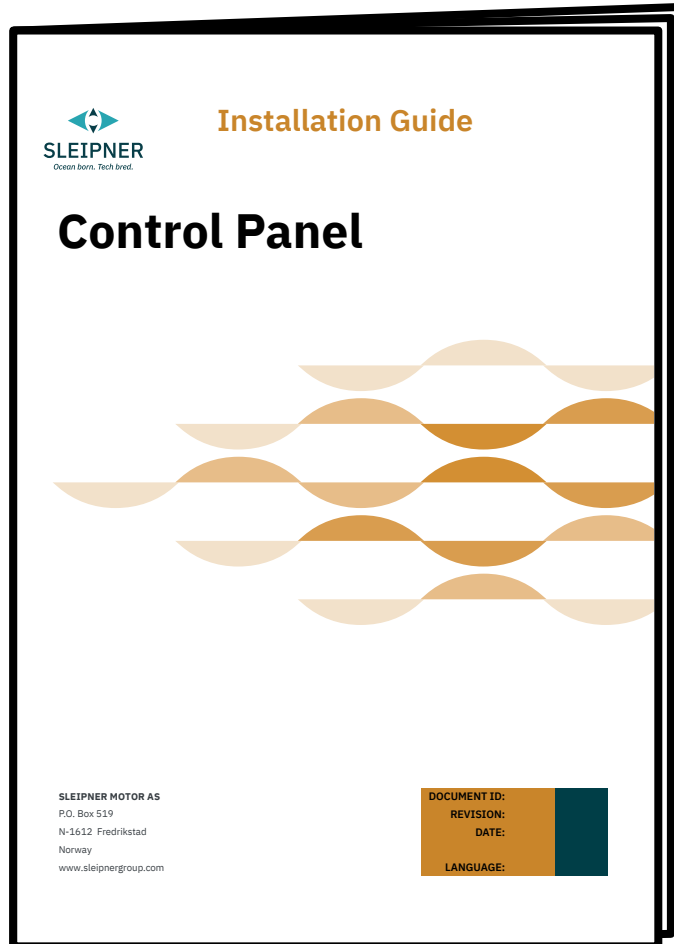 Installation Guide
SLEIPNER
Ocean born. Tech bred.
Control Panel
SLEIPNER MOTOR AS
P.O. Box 519
N-1612 Fredrikstad
Norway
www.sleipnergroup.com
DOCUMENT ID:
REVISION:
DATE:
LANGUAGE: